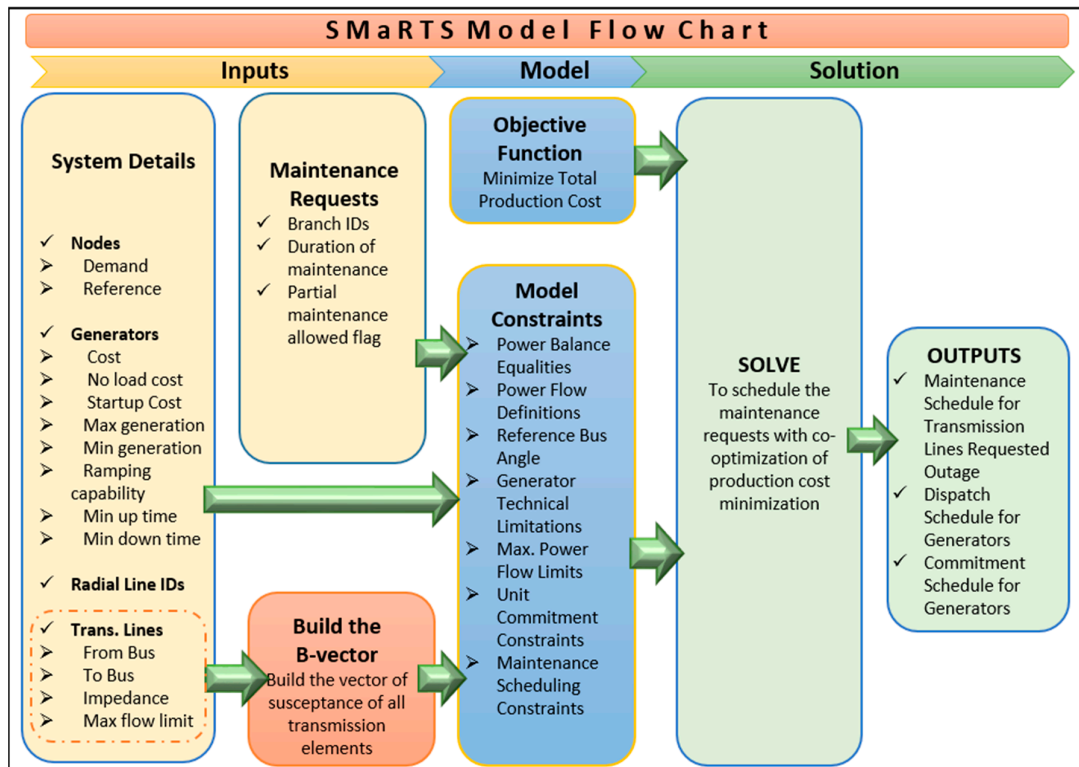 SMaRTS Model Flow Chart
Inputs
Model
Solution
System Details
✓ Nodes
➢ Demand
➢ Reference
✓ Generators
➢ Cost
➢ No load cost
➢ Startup Cost
➢ Max generation
➢ Min generation
➢ Ramping
capability
➢ Min up time
➢ Min down time
✓ Radial Line IDs
✓ Trans. Lines
➢ From Bus
➢ To Bus
➢ Impedance
➢ Max flow limit
Maintenance
Requests
✓ Branch IDs
✓ Duration of
maintenance
✓ Partial
maintenance
allowed flag
Build the
B-vector
Build the vector of
susceptance of all
transmission
elements
Objective
Function
Minimize Total
Production Cost
Model
Constraints
➢ Power Balance
Equalities
➢ Power Flow
Definitions
➢ Reference Bus
Angle
➢ Generator
Technical
Limitations
➢ Max. Power
Flow Limits
➢ Unit
Commitment
Constraints
➢ Maintenance
Scheduling
Constraints
SOLVE
To schedule the
maintenance
requests with co-
optimization of
production cost
minimization
OUTPUTS
✓ Maintenance
Schedule for
Transmission
Lines Requested
Outage
✓ Dispatch
Schedule for
Generators
✓ Commitment
Schedule for
Generators